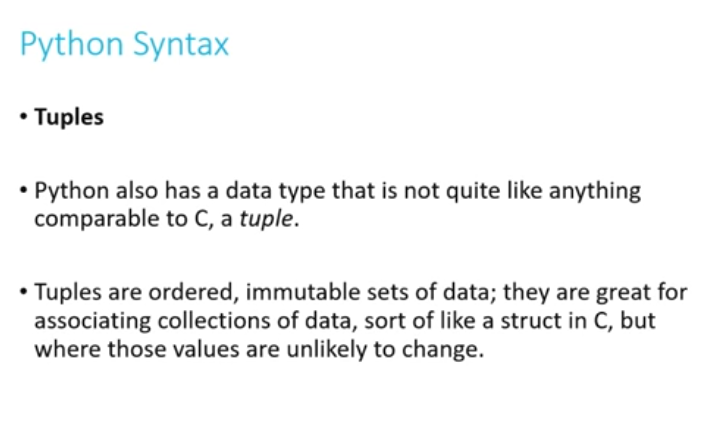 Python Syntax
• Tuples
• Python also has a data type that is not quite like anything
comparable to C, a tuple.
• Tuples are ordered, immutable sets of data; they are great for
associating collections of data, sort of like a struct in C, but
where those values are unlikely to change.